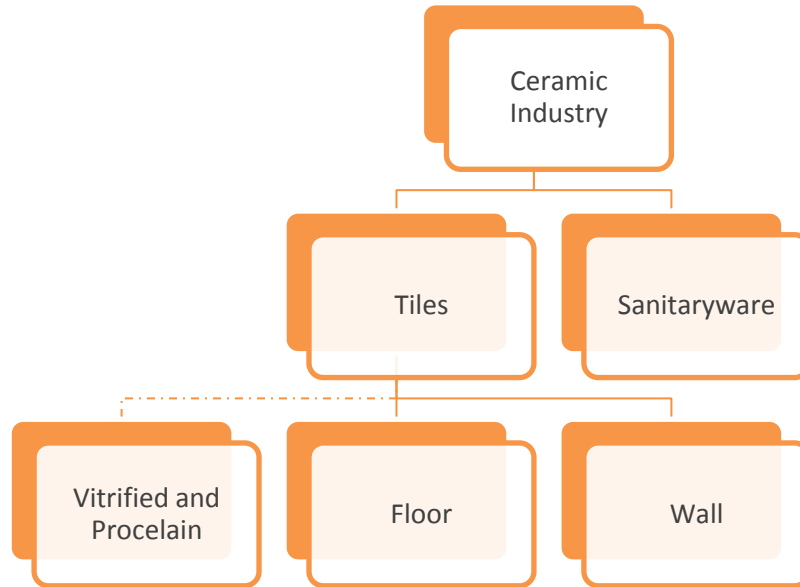 Ceramic
Industry
Tiles
Sanitaryware
Vitrified and
Procelain
Floor
Wall